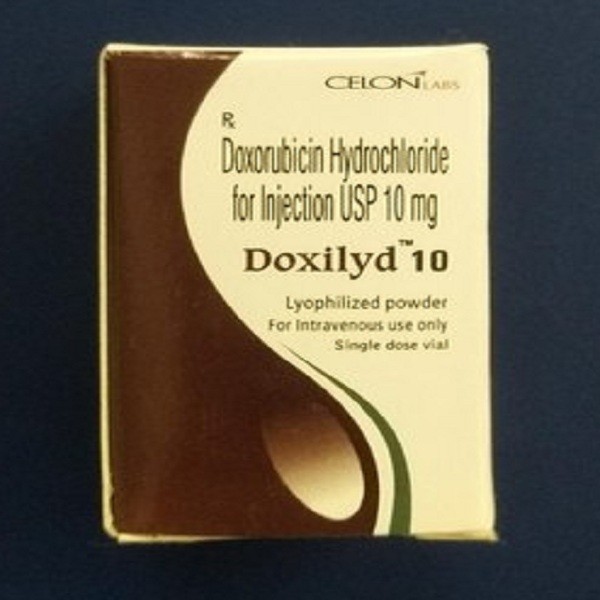 CELON LABS
Rx
Doxorubicin Hydrochloride
for Injection USP 10 mg
Doxilyd™ 10
Lyophilized powder
For Intravenous use only
Single dose vial